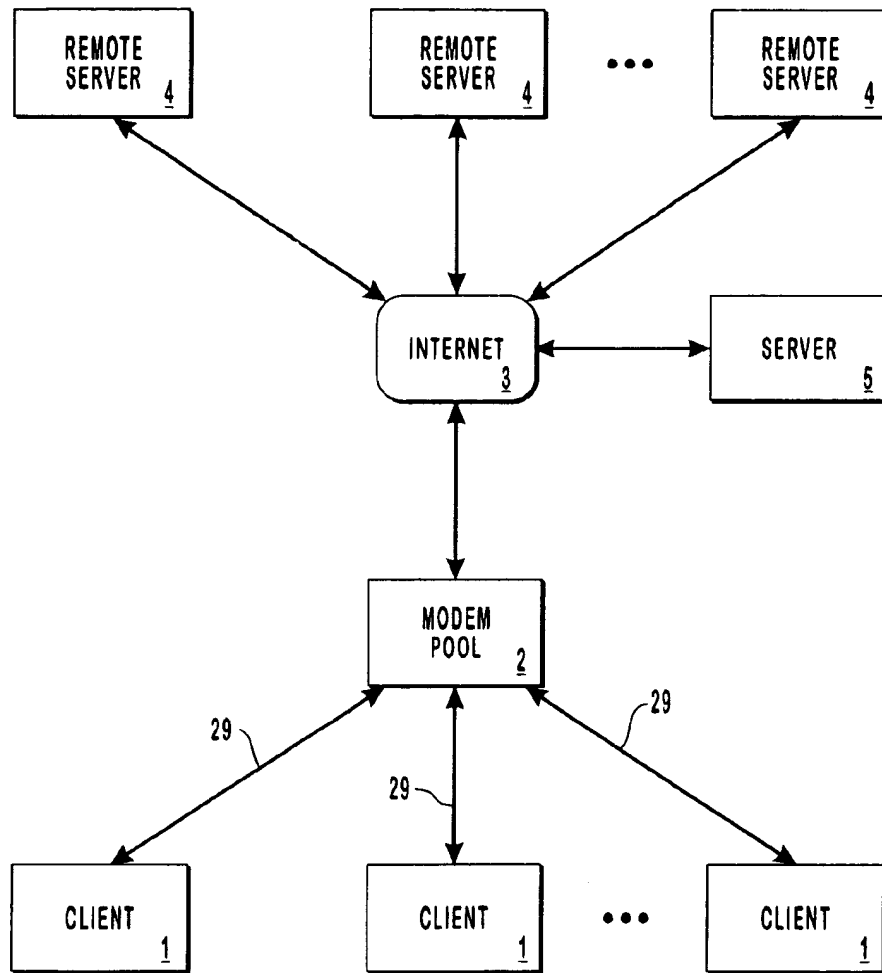 REMOTE
SERVER
4
REMOTE
SERVER
4
•••
REMOTE
SERVER
4
INTERNET
3
SERVER
5
MODEM
POOL
2
29
29
29
CLIENT
1
CLIENT
1
•••
CLIENT
1